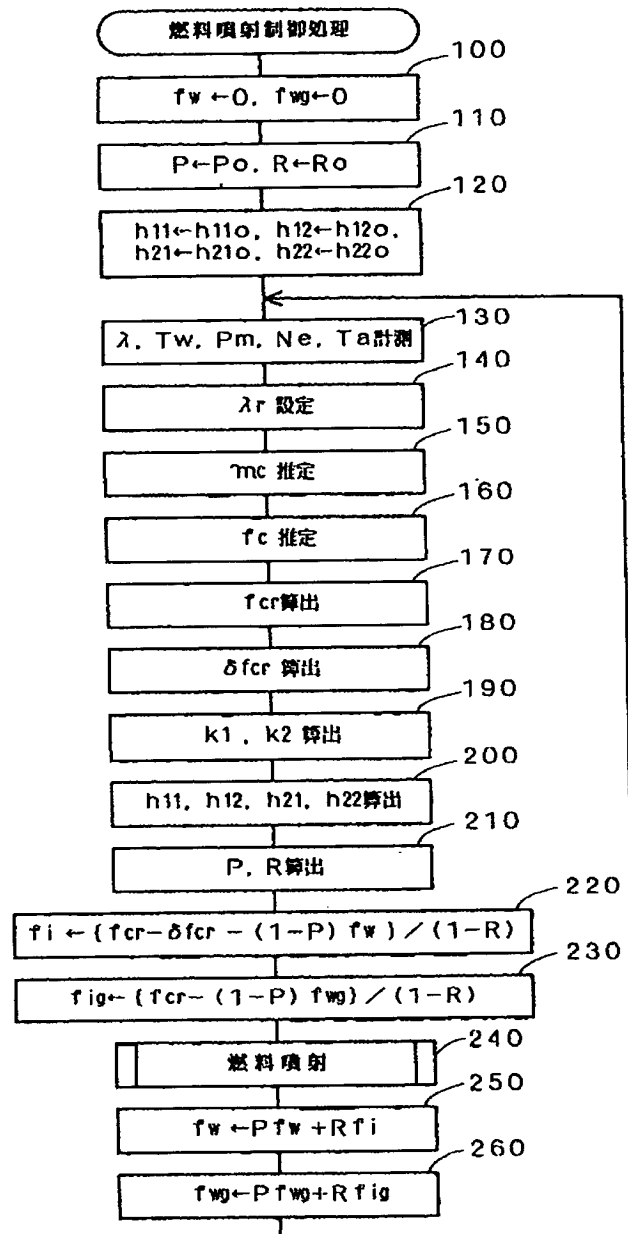 燃料噴射制御処理
100
fw←0, fwg←0
110
P←Po, R←Ro
120
h11←h11o, h12←h12o,
h21←h21o, h22←h22o
130
λ, Tw, Pm, Ne, Ta計測
140
λr 設定
150
mc 推定
160
fc 推定
170
fcr算出
180
δfcr 算出
190
k1, k2 算出
200
h11, h12, h21, h22算出
210
P, R算出
220
fi ← {fcr-δfcr-(1-P) fw}/(1-R)
230
fig← {fcr-(1-P) fwg}/(1-R)
240
燃料噴射
250
fw←Pfw+Rfi
260
fwg←Pfwg+Rfig